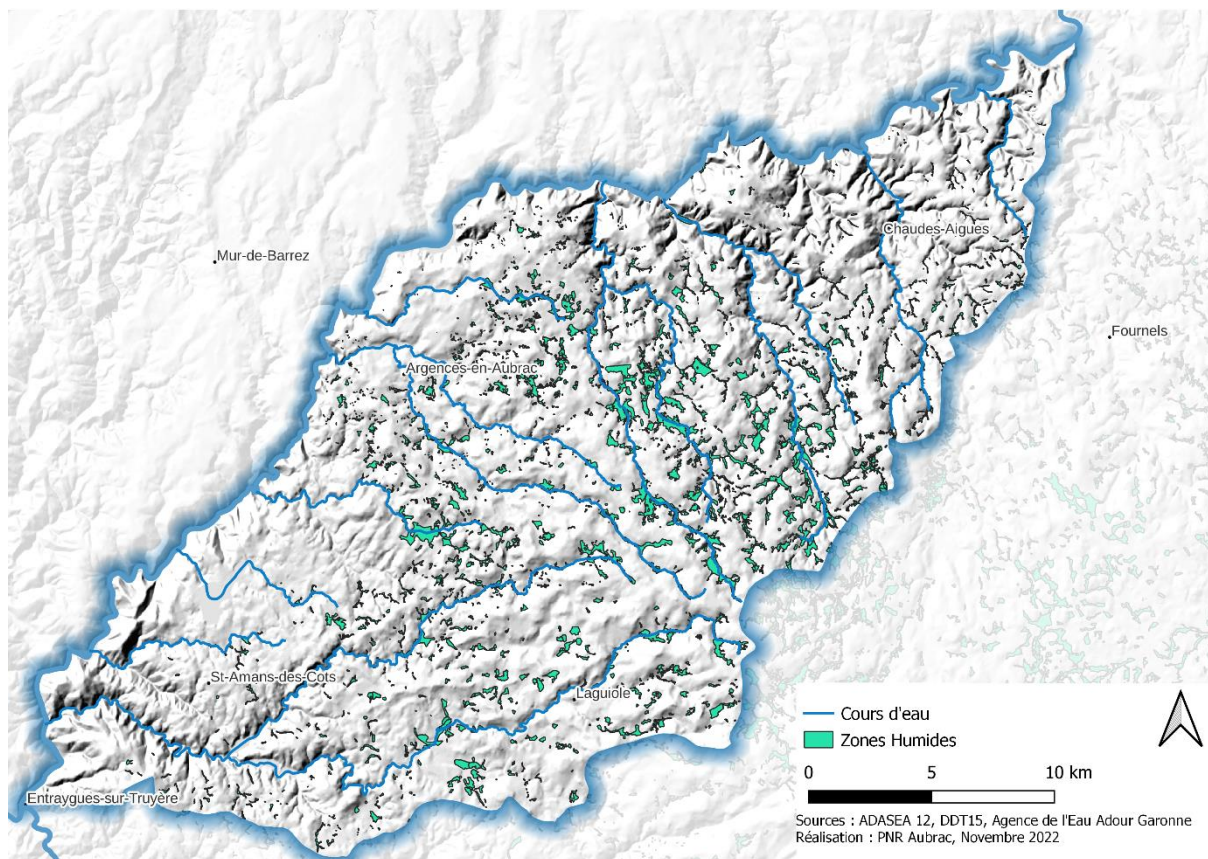 Chaudes-Aigues
Mur-de-Barrez
Fournels
Argences-en-Aubrac
St-Amans-des-Cots
Laguiole
Entraygues-sur-Truyère
Cours d'eau
Zones Humides
0 5 10 km
Sources : ADASEA 12, DDT15, Agence de l'Eau Adour Garonne
Réalisation : PNR Aubrac, Novembre 2022